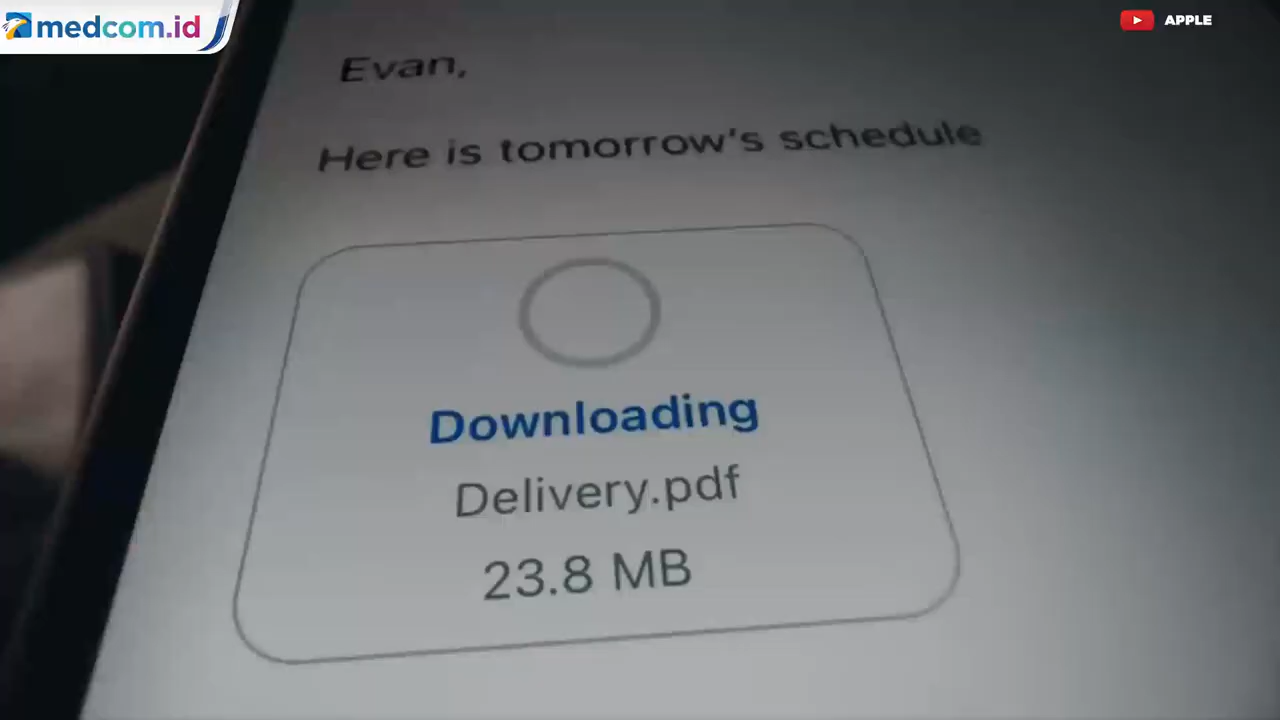 medcom.id
APPLE
Evan,
Here is tomorrow's schedule
Downloading
Delivery.pdf
23.8 MB